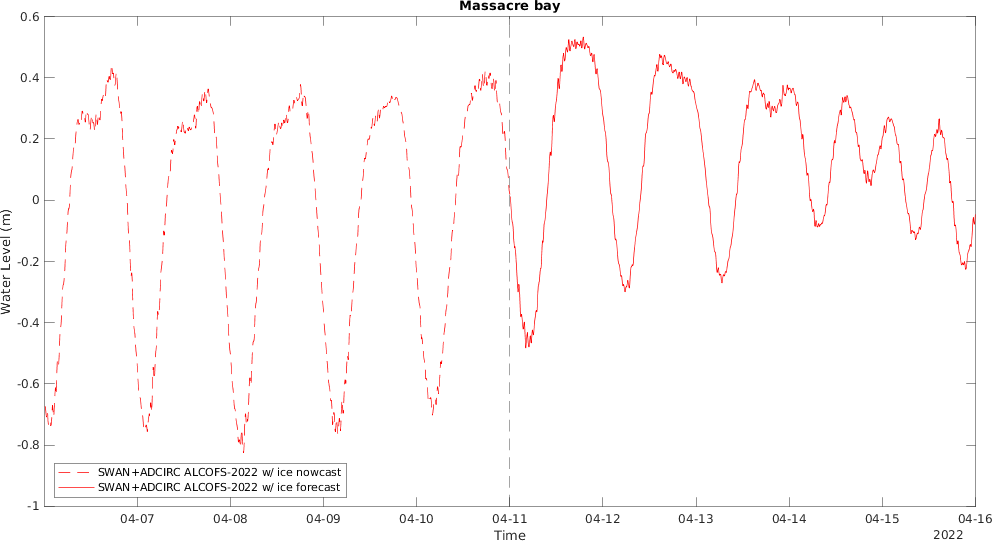 Massacre bay
0.6
0.4
0.2
0
-0.2
-0.4
-0.6
-0.8
-1
Water Level (m)
SWAN+ADCIRC ALCOFS-2022 w/ ice nowcast
SWAN+ADCIRC ALCOFS-2022 w/ ice forecast
04-07 04-08 04-09 04-10 04-11 04-12 04-13 04-14 04-15 04-16
Time
2022